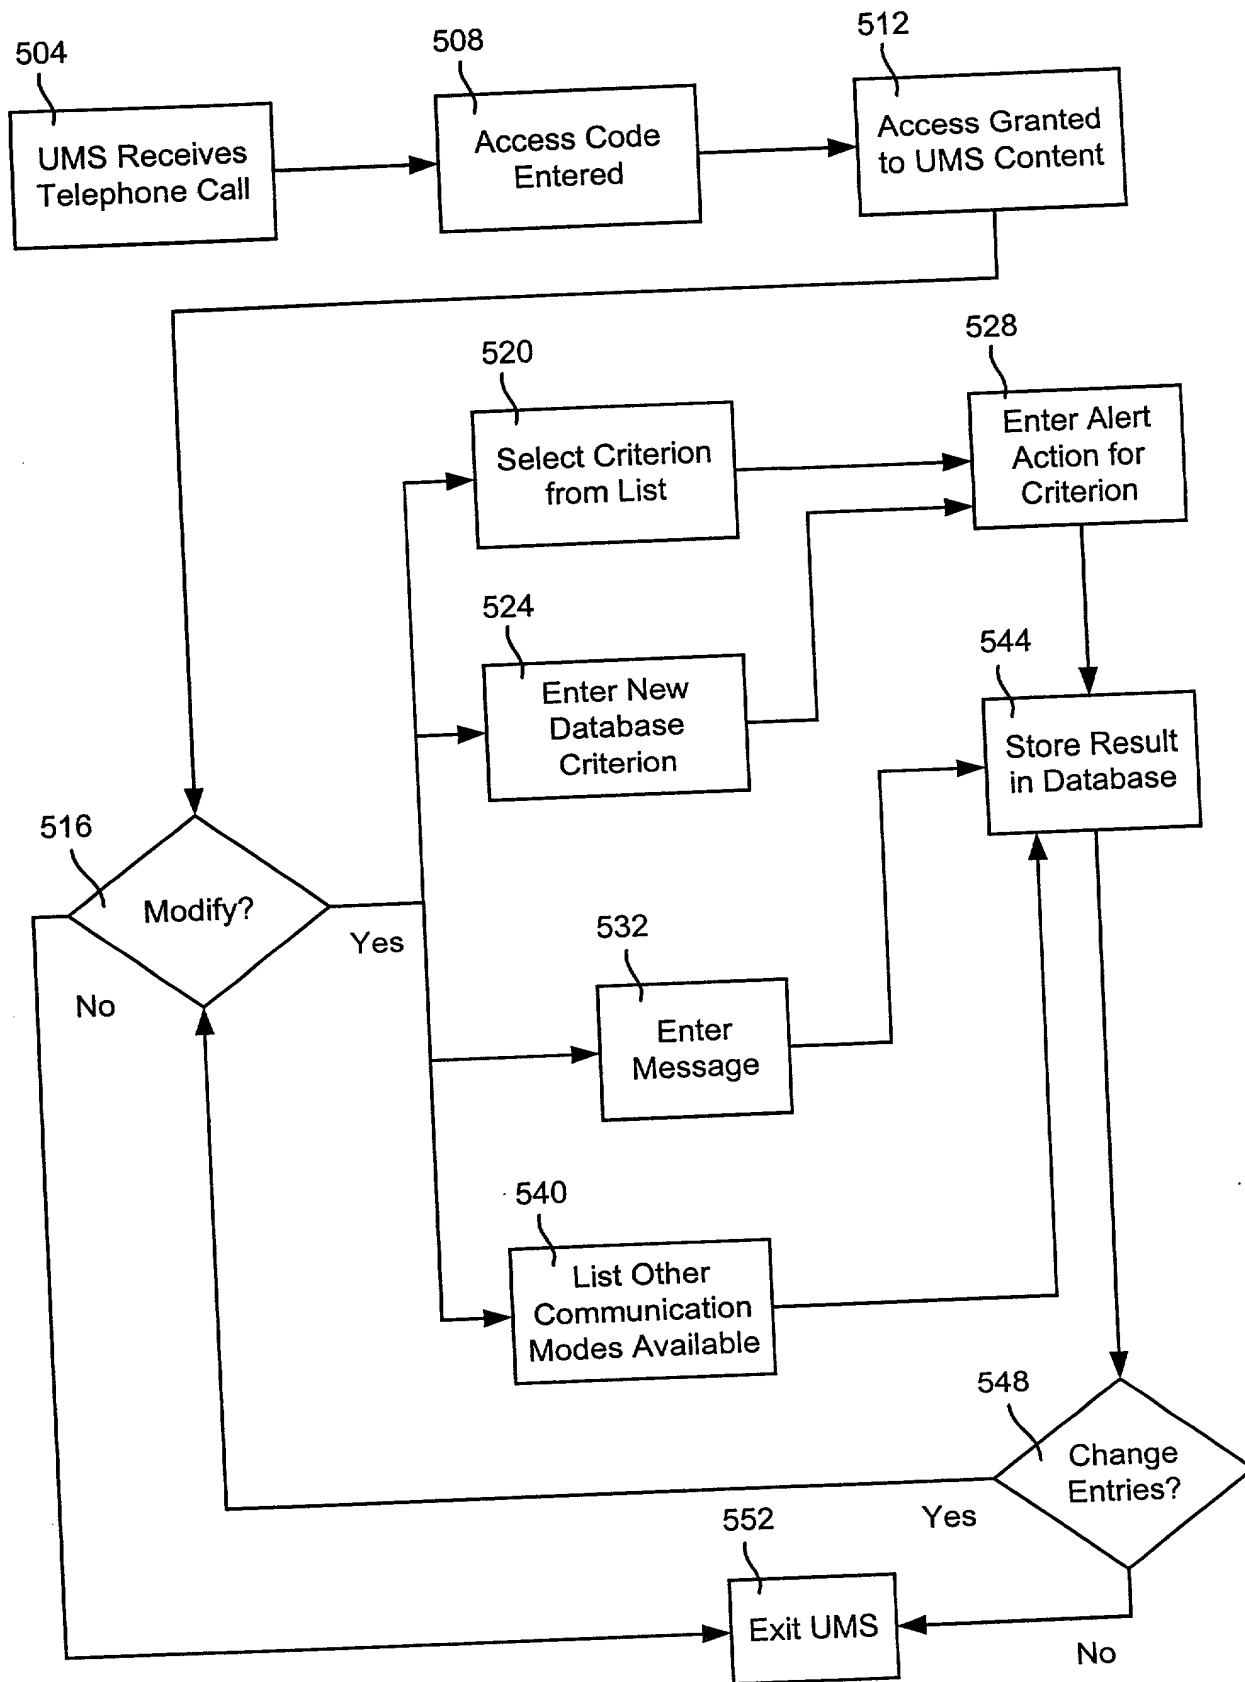 504
UMS Receives
Telephone Call
508
Access Code
Entered
512
Access Granted
to UMS Content
520
Select Criterion
from List
528
Enter Alert
Action for
Criterion
524
Enter New
Database
Criterion
544
Store Result
in Database
516
Modify?
Yes
No
532
Enter
Message
540
List Other
Communication
Modes Available
548
Change
Entries?
Yes
No
552
Exit UMS